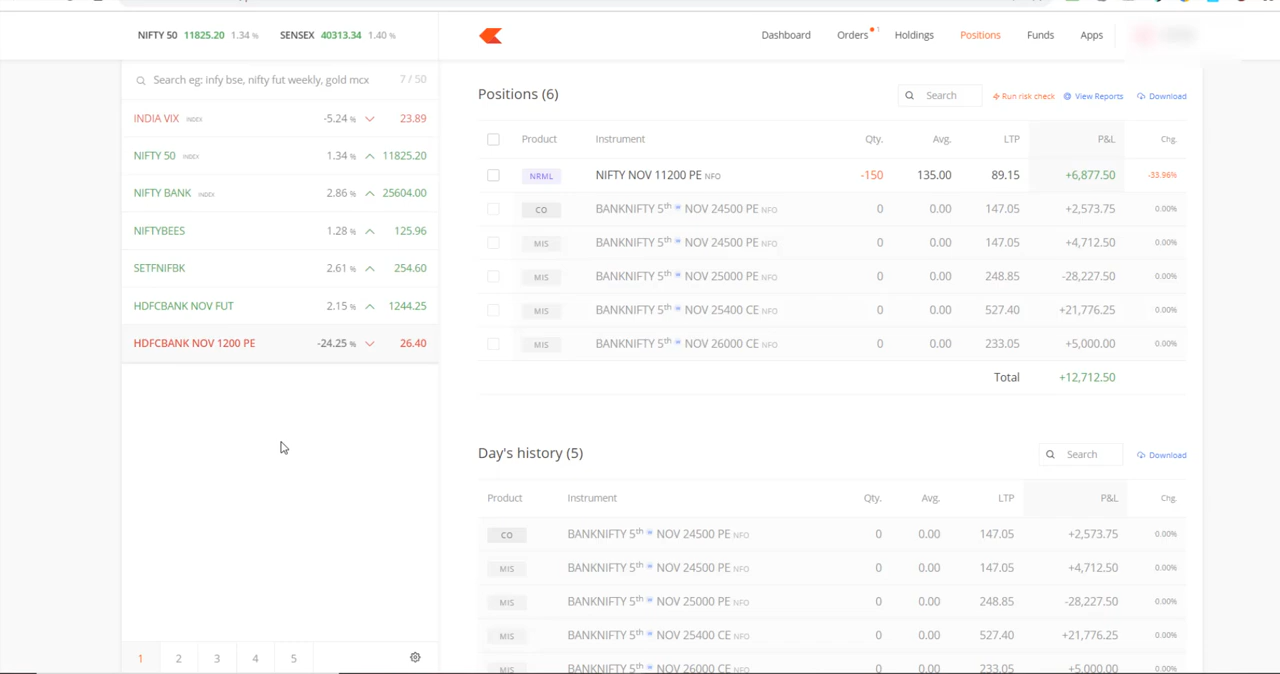 NIFTY 50 11825.20 1.34 % SENSEX 40313.34 1.40 %
Dashboard Orders 1 Holdings Positions Funds Apps
Search eg: infy bse, nifty fut weekly, gold mcx 7 / 50
INDIA VIX INDEX -5.24 % 23.89
NIFTY 50 INDEX 1.34 % 11825.20
NIFTY BANK INDEX 2.86 % 25604.00
NIFTYBEES 1.28 % 125.96
SETFNIFBK 2.61 % 254.60
HDFCBANK NOV FUT 2.15 % 1244.25
HDFCBANK NOV 1200 PE -24.25 % 26.40
1 2 3 4 5
Positions (6) Search Run risk check View Reports Download
Product Instrument Qty. Avg. LTP P&L Chg.
NRML NIFTY NOV 11200 PE NFO -150 135.00 89.15 +6,877.50 -33.96%
CO BANKNIFTY 5th w NOV 24500 PE NFO 0 0.00 147.05 +2,573.75 0.00%
MIS BANKNIFTY 5th w NOV 24500 PE NFO 0 0.00 147.05 +4,712.50 0.00%
MIS BANKNIFTY 5th w NOV 25000 PE NFO 0 0.00 248.85 -28,227.50 0.00%
MIS BANKNIFTY 5th w NOV 25400 CE NFO 0 0.00 527.40 +21,776.25 0.00%
MIS BANKNIFTY 5th w NOV 26000 CE NFO 0 0.00 233.05 +5,000.00 0.00%
Total +12,712.50
Day's history (5) Search Download
Product Instrument Qty. Avg. LTP P&L Chg.
CO BANKNIFTY 5th w NOV 24500 PE NFO 0 0.00 147.05 +2,573.75 0.00%
MIS BANKNIFTY 5th w NOV 24500 PE NFO 0 0.00 147.05 +4,712.50 0.00%
MIS BANKNIFTY 5th w NOV 25000 PE NFO 0 0.00 248.85 -28,227.50 0.00%
MIS BANKNIFTY 5th w NOV 25400 CE NFO 0 0.00 527.40 +21,776.25 0.00%
MIS BANKNIFTY 5th w NOV 26000 CE NFO 0 0.00 233.05 +5,000.00 0.00%